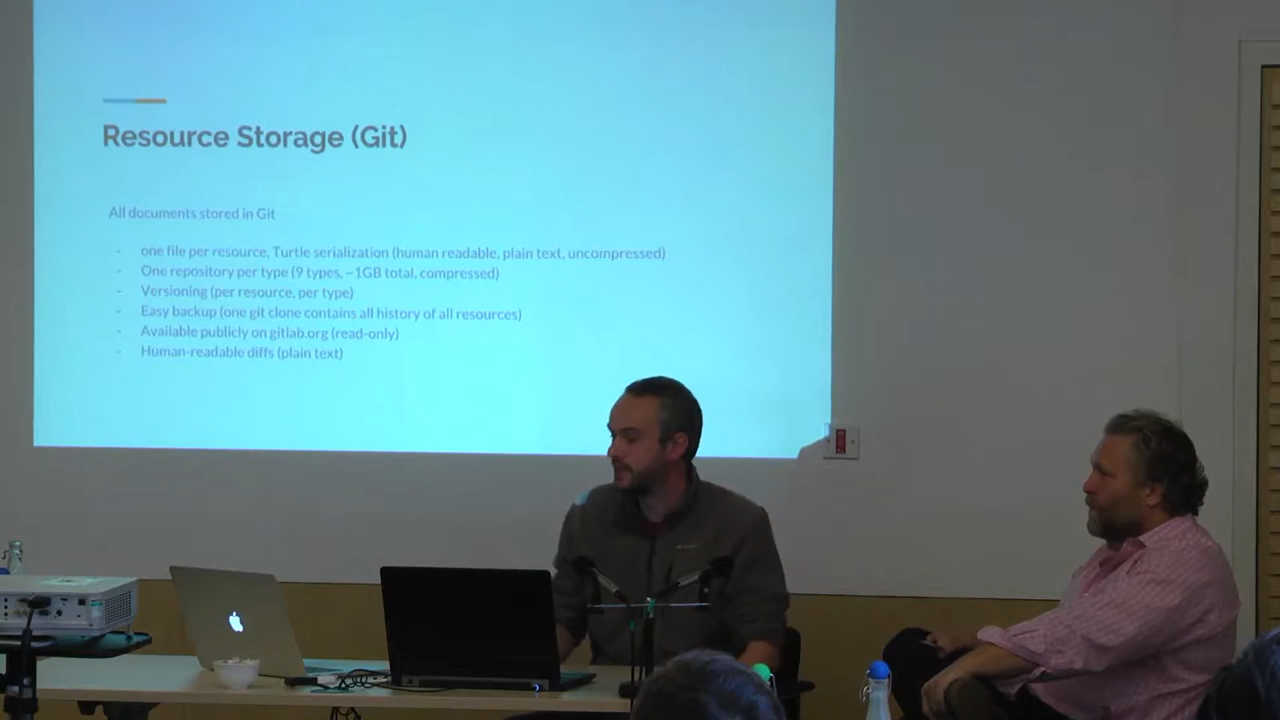 Resource Storage (Git)
All documents stored in Git
- one file per resource, Turtle serialization (human readable, plain text, uncompressed)
- One repository per type (9 types, ~1GB total, compressed)
- Versioning (per resource, per type)
- Easy backup (one git clone contains all history of all resources)
- Available publicly on gitlab.org (read-only)
- Human-readable diffs (plain text)